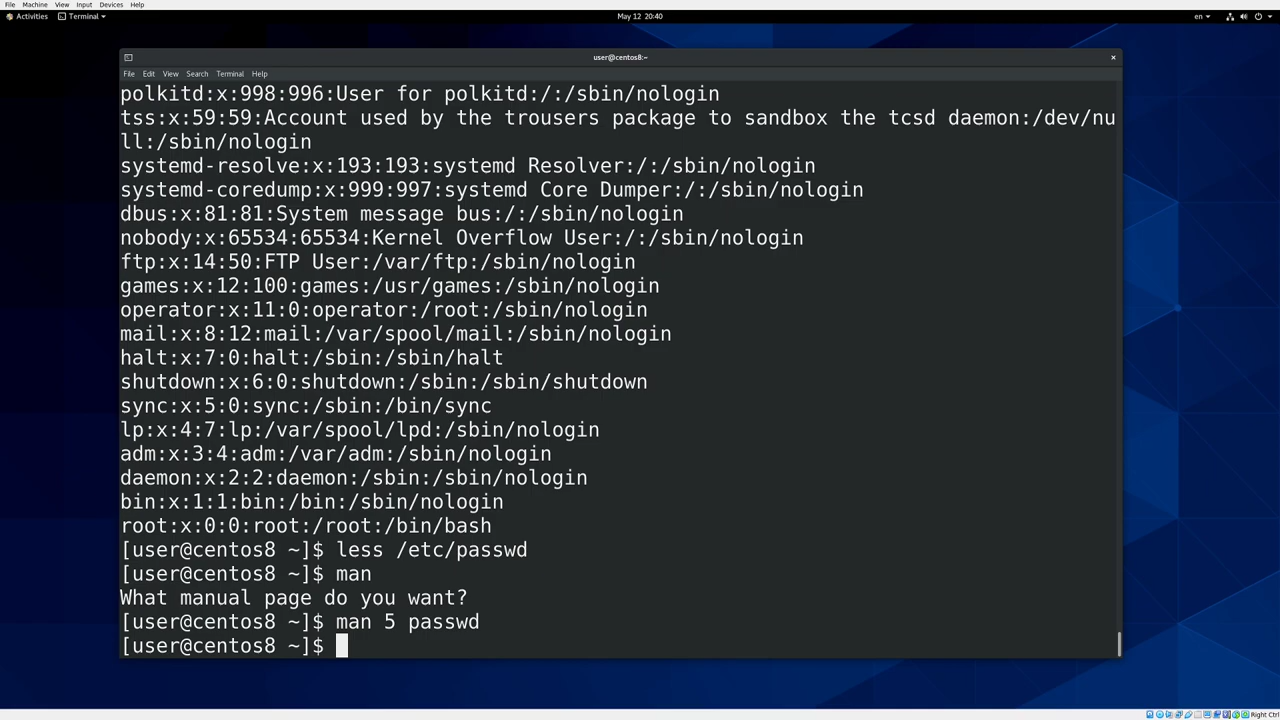 File Machine View Input Devices Help
Activities Terminal May 12 20:40 en
user@centos8:~
File Edit View Search Terminal Help
polkitd:x:998:996:User for polkitd:/:/sbin/nologin
tss:x:59:59:Account used by the trousers package to sandbox the tcsd daemon:/dev/nu
ll:/sbin/nologin
systemd-resolve:x:193:193:systemd Resolver:/:/sbin/nologin
systemd-coredump:x:999:997:systemd Core Dumper:/:/sbin/nologin
dbus:x:81:81:System message bus:/:/sbin/nologin
nobody:x:65534:65534:Kernel Overflow User:/:/sbin/nologin
ftp:x:14:50:FTP User:/var/ftp:/sbin/nologin
games:x:12:100:games:/usr/games:/sbin/nologin
operator:x:11:0:operator:/root:/sbin/nologin
mail:x:8:12:mail:/var/spool/mail:/sbin/nologin
halt:x:7:0:halt:/sbin:/sbin/halt
shutdown:x:6:0:shutdown:/sbin:/sbin/shutdown
sync:x:5:0:sync:/sbin:/bin/sync
lp:x:4:7:lp:/var/spool/lpd:/sbin/nologin
adm:x:3:4:adm:/var/adm:/sbin/nologin
daemon:x:2:2:daemon:/sbin:/sbin/nologin
bin:x:1:1:bin:/bin:/sbin/nologin
root:x:0:0:root:/root:/bin/bash
[user@centos8 ~]$ less /etc/passwd
[user@centos8 ~]$ man
What manual page do you want?
[user@centos8 ~]$ man 5 passwd
[user@centos8 ~]$
Right Ctrl